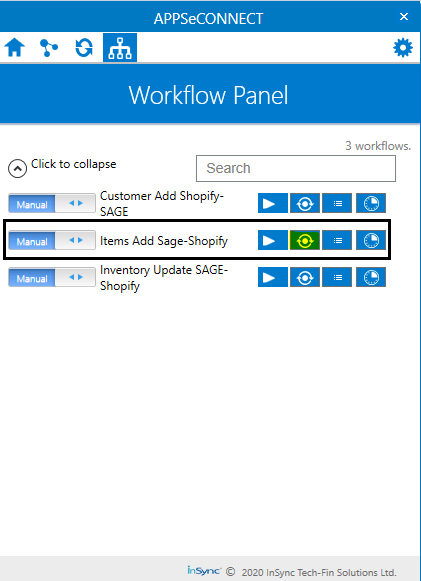 APPSeCONNECT
Workflow Panel
3 workflows.
Click to collapse
Search
Manual
Customer Add Shopify-
SAGE
Manual
Items Add Sage-Shopify
Manual
Inventory Update SAGE-
Shopify
inSync © 2020 InSync Tech-Fin Solutions Ltd.